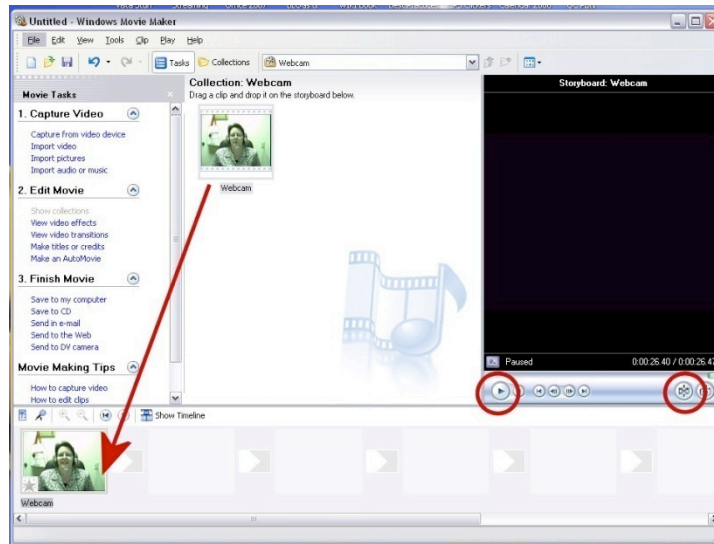 Untitled - Windows Movie Maker
File Edit View Tools Clip Play Help
Tasks Collections Webcam
Movie Tasks
Collection: Webcam
Drag a clip and drop it on the storyboard below.
Storyboard: Webcam
1. Capture Video
Capture from video device
Import video
Import pictures
Import audio or music
Webcam
2. Edit Movie
Show collections
View video effects
View video transitions
Make titles or credits
Make an AutoMovie
3. Finish Movie
Save to my computer
Save to CD
Send in e-mail
Send to the Web
Send to DV camera
Paused 0:00:26.40 / 0:00:26.47
Movie Making Tips
How to capture video
How to edit clips
Show Timeline
Webcam